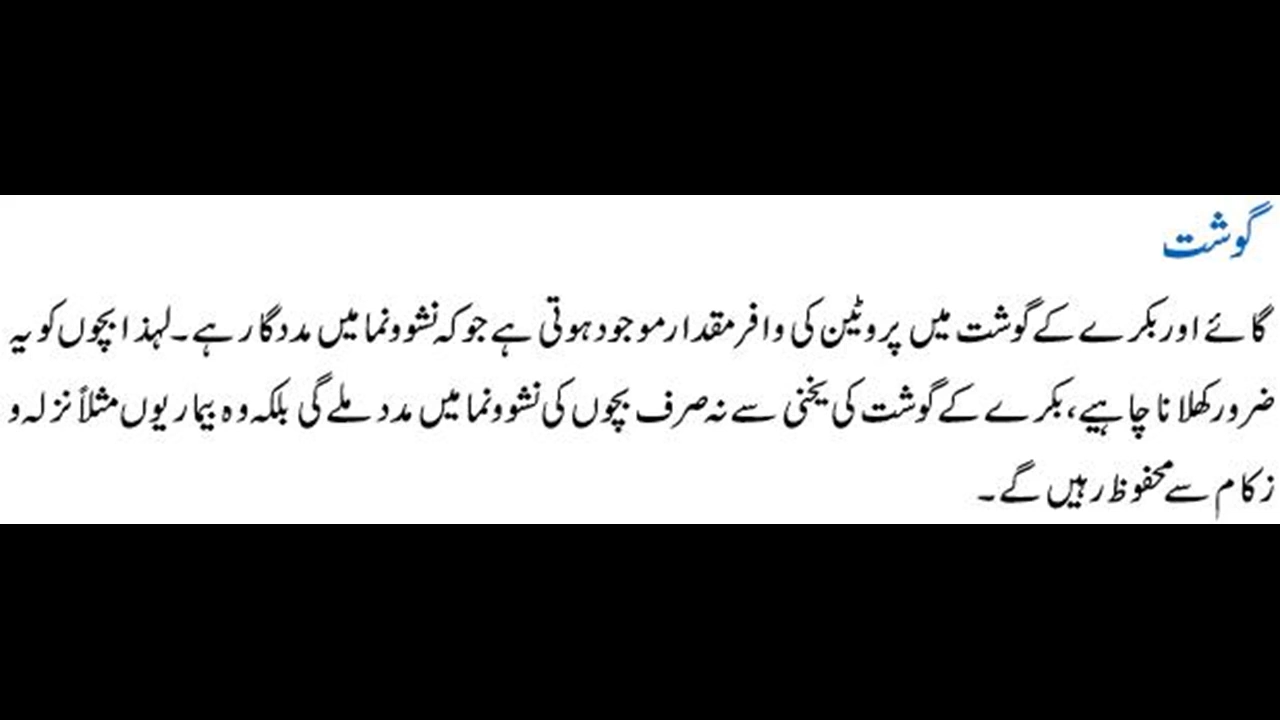 گوشت
گائے اور بکرے کے گوشت میں پروٹین کی وافر مقدار موجود ہوتی ہے جو کہ نشوونما میں مددگار ہے۔ لہذا بچوں کو یہ
ضرور کھلانا چاہیے، بکرے کے گوشت کی یخنی سے نہ صرف بچوں کی نشوونما میں مدد ملے گی بلکہ وہ بیماریوں مثلاً نزلہ و
زکام سے محفوظ رہیں گے۔